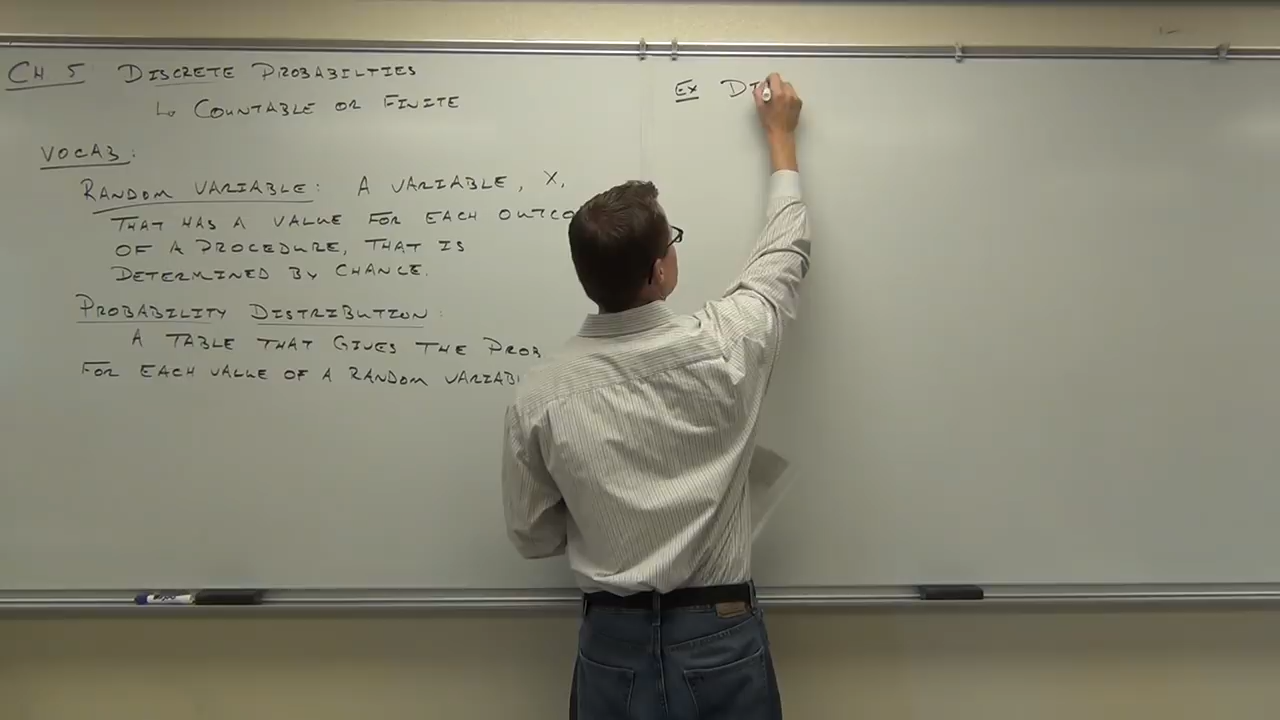 CH 5 DISCRETE PROBABILTIES
↳ COUNTABLE OR FINITE
VOCAB:
RANDOM VARIABLE: A VARIABLE, X,
THAT HAS A VALUE FOR EACH OUTCO
OF A PROCEDURE, THAT IS
DETERMINED BY CHANCE.
PROBABILITY DISTRIBUTION:
A TABLE THAT GIVES THE PROB
FOR EACH VALUE OF A RANDOM VARIAB
EX DI